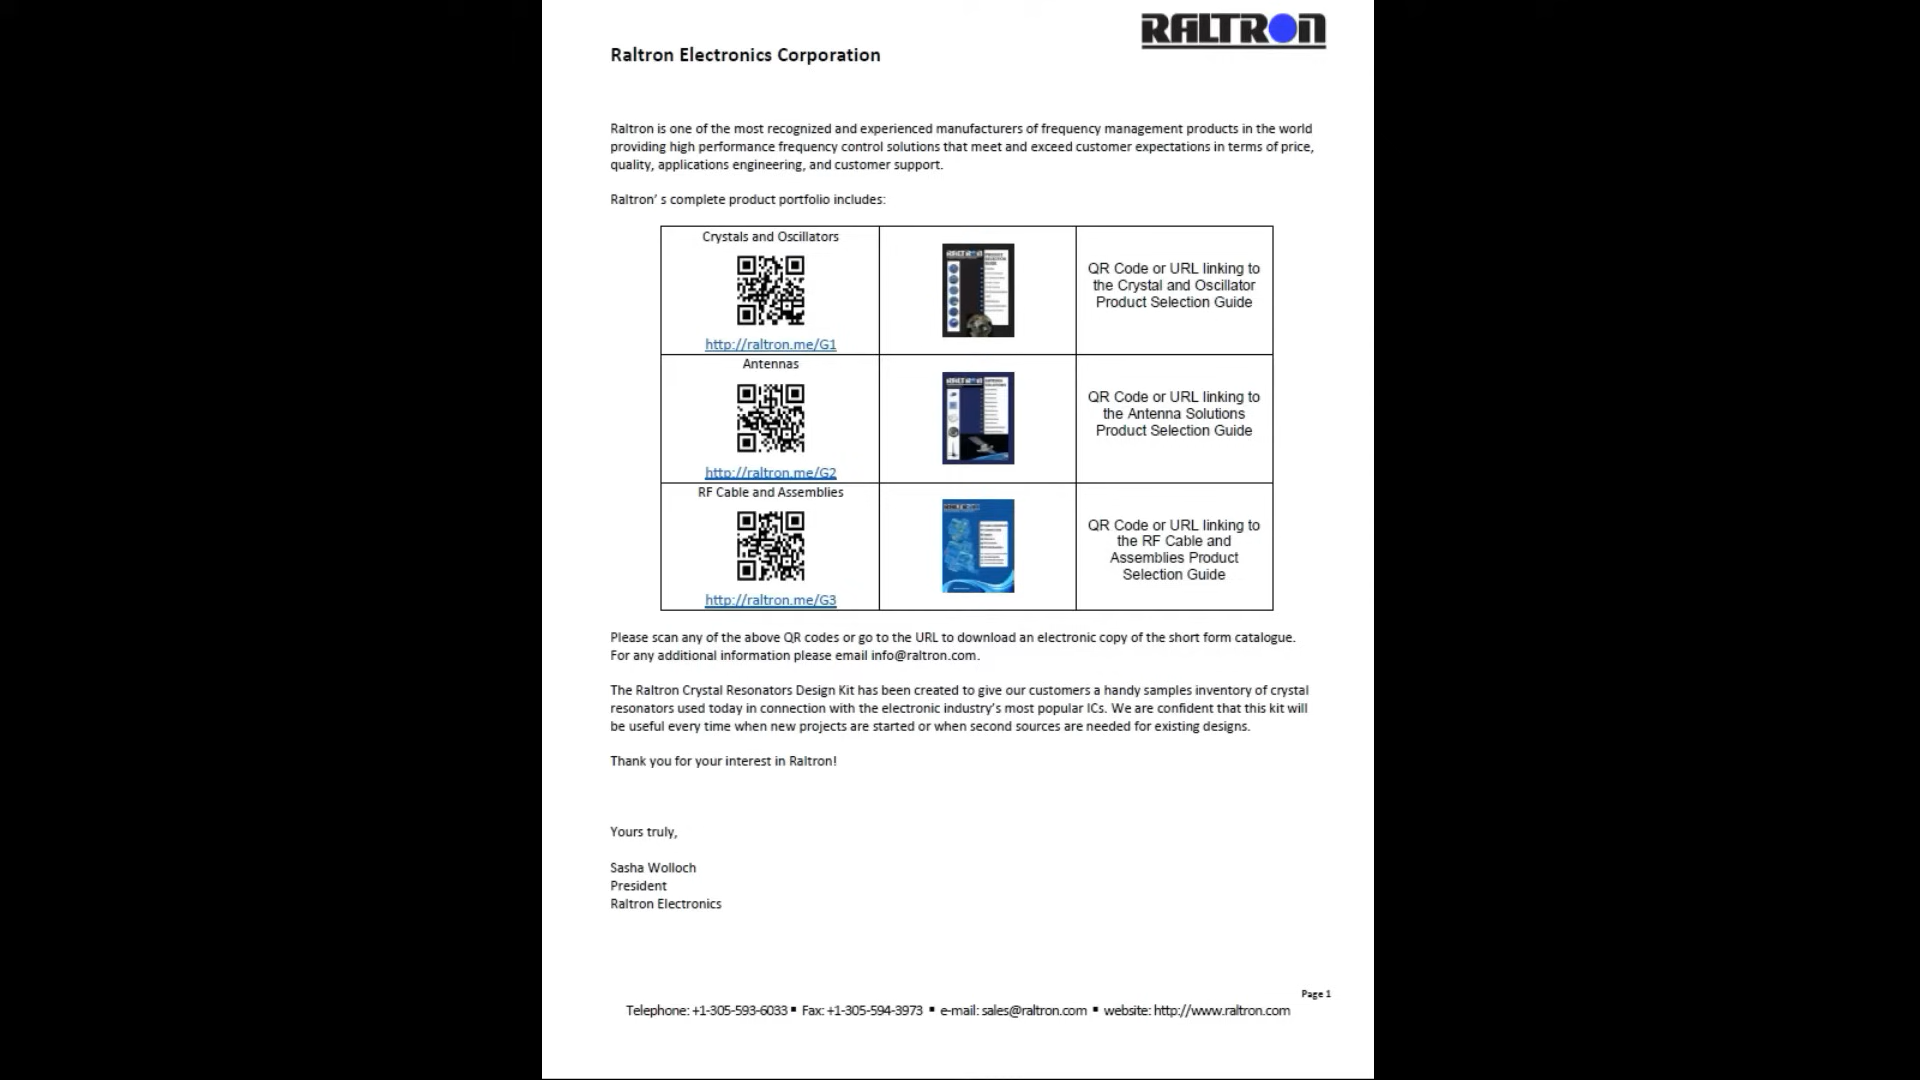 RALTRON
Raltron Electronics Corporation
Raltron is one of the most recognized and experienced manufacturers of frequency management products in the world
providing high performance frequency control solutions that meet and exceed customer expectations in terms of price,
quality, applications engineering, and customer support.
Raltron’ s complete product portfolio includes:
Crystals and Oscillators
http://raltron.me/G1
QR Code or URL linking to
the Crystal and Oscillator
Product Selection Guide
Antennas
http://raltron.me/G2
QR Code or URL linking to
the Antenna Solutions
Product Selection Guide
RF Cable and Assemblies
http://raltron.me/G3
QR Code or URL linking to
the RF Cable and
Assemblies Product
Selection Guide
Please scan any of the above QR codes or go to the URL to download an electronic copy of the short form catalogue.
For any additional information please email info@raltron.com.
The Raltron Crystal Resonators Design Kit has been created to give our customers a handy samples inventory of crystal
resonators used today in connection with the electronic industry’s most popular ICs. We are confident that this kit will
be useful every time when new projects are started or when second sources are needed for existing designs.
Thank you for your interest in Raltron!
Yours truly,
Sasha Wolloch
President
Raltron Electronics
Page 1
Telephone: +1-305-593-6033 ▪ Fax: +1-305-594-3973 ▪ e-mail: sales@raltron.com ▪ website: http://www.raltron.com